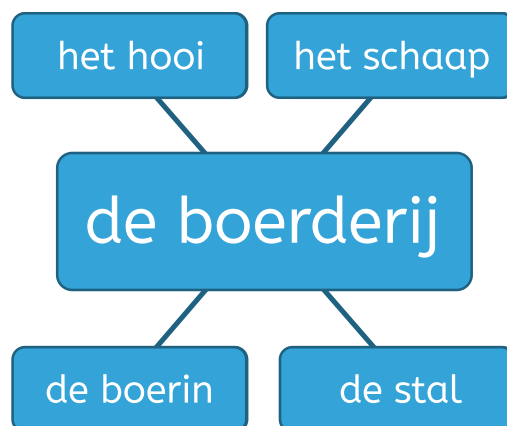 het hooi
het schaap
de boerderij
de boerin
de stal